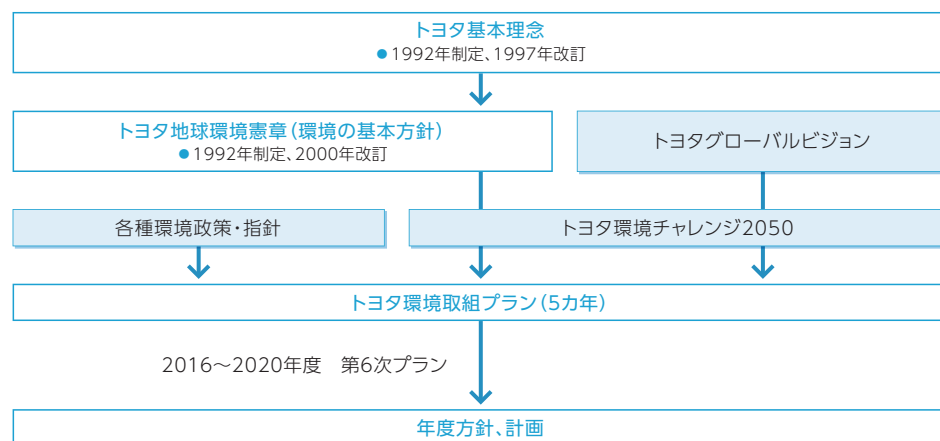 トヨタ基本理念
●1992年制定、1997年改訂
トヨタ地球環境憲章（環境の基本方針）
●1992年制定、2000年改訂
トヨタグローバルビジョン
各種環境政策・指針
トヨタ環境チャレンジ2050
トヨタ環境取組プラン（5カ年）
2016～2020年度　第6次プラン
年度方針、計画